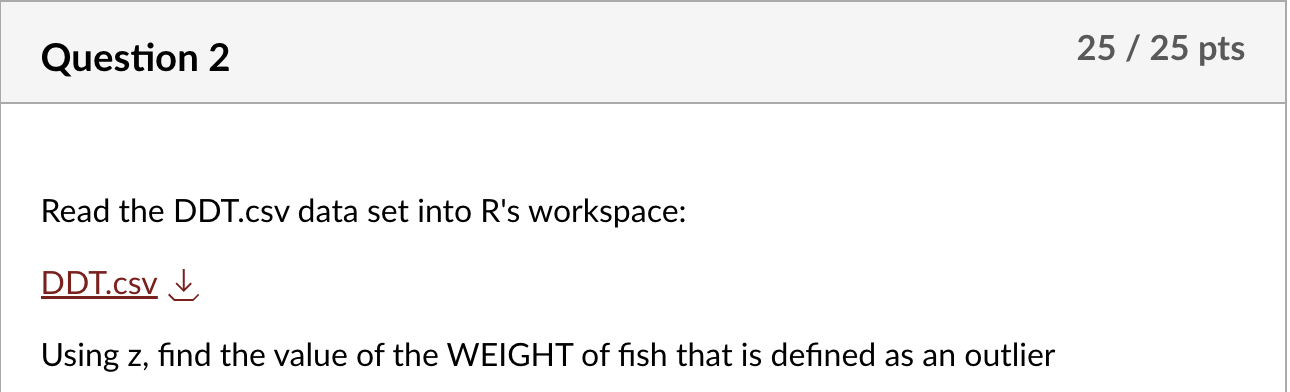 Question 2
25 / 25 pts
Read the DDT.csv data set into R's workspace:
DDT.csv
Using z, find the value of the WEIGHT of fish that is defined as an outlier